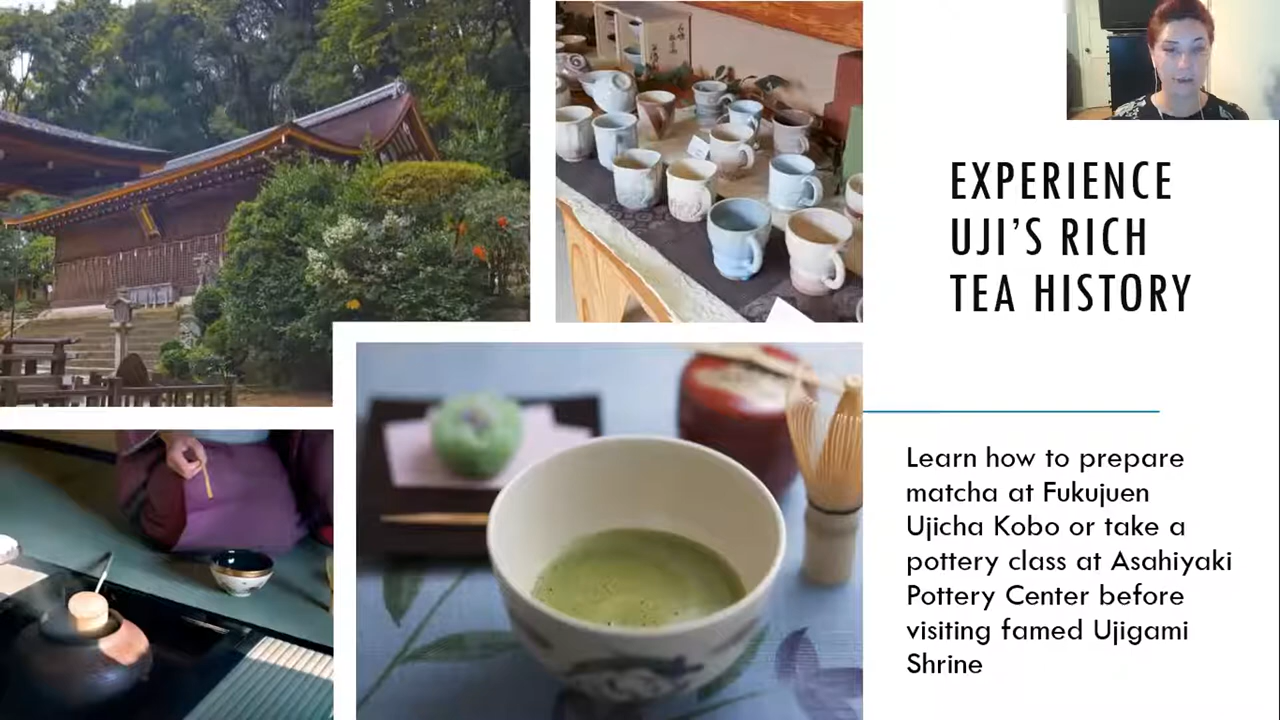 EXPERIENCE
UJI’S RICH
TEA HISTORY
Learn how to prepare
matcha at Fukujuen
Ujicha Kobo or take a
pottery class at Asahiyaki
Pottery Center before
visiting famed Ujigami
Shrine